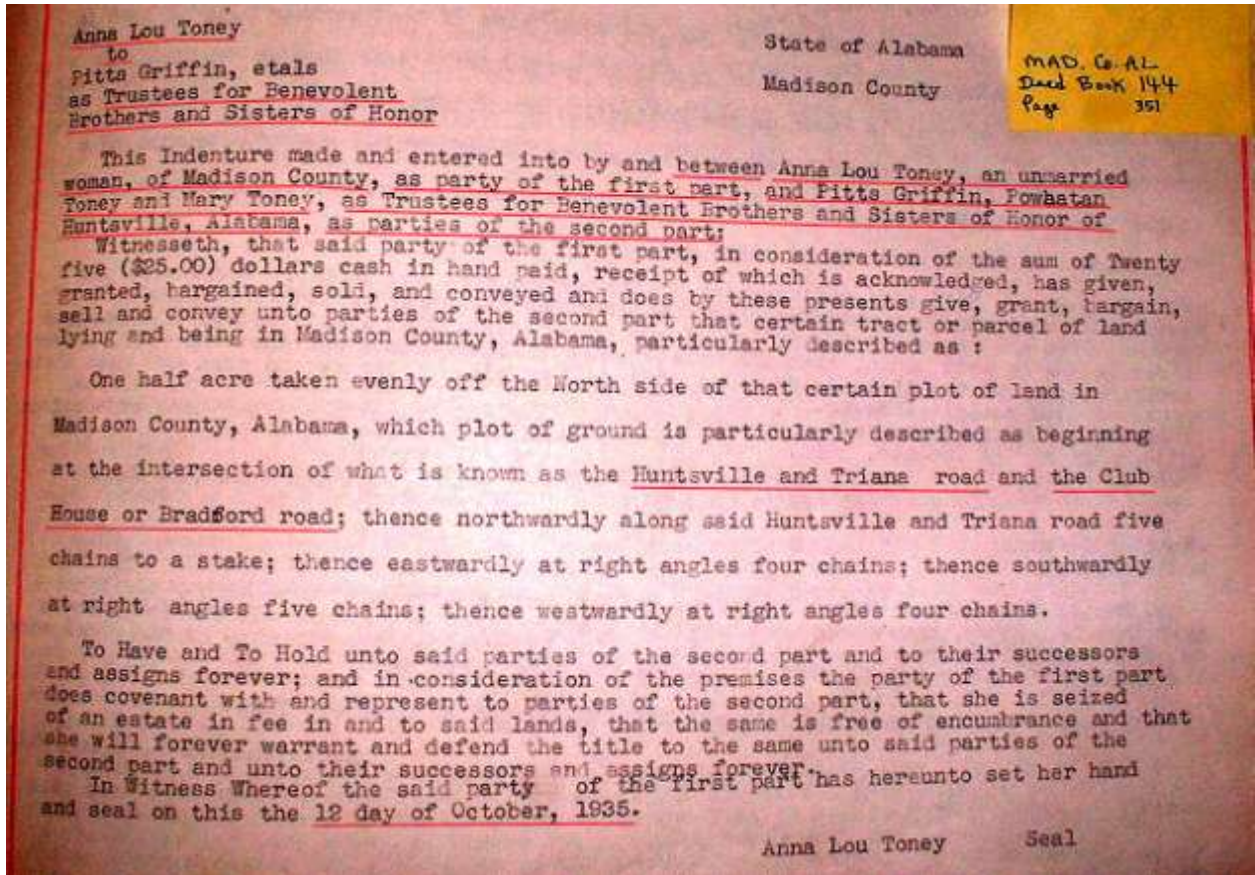 Anna Lou Toney
to
Pitts Griffin, etals
as Trustees for Benevolent
Brothers and Sisters of Honor
State of Alabama
Madison County
MAD. Co. AL
Deed Book 144
Page 351
This Indenture made and entered into by and between Anna Lou Toney, an unmarried
woman, of Madison County, as party of the first part, and Pitts Griffin, Powhatan
Toney and Mary Toney, as Trustees for Benevolent Brothers and Sisters of Honor of
Huntsville, Alabama, as parties of the second part;
Witnesseth, that said party of the first part, in consideration of the sum of Twenty
five ($25.00) dollars cash in hand paid, receipt of which is acknowledged, has given,
granted, bargained, sold, and conveyed and does by these presents give, grant, bargain,
sell and convey unto parties of the second part that certain tract or parcel of land
lying and being in Madison County, Alabama, particularly described as :
One half acre taken evenly off the North side of that certain plot of land in
Madison County, Alabama, which plot of ground is particularly described as beginning
at the intersection of what is known as the Huntsville and Triana road and the Club
House or Bradford road; thence northwardly along said Huntsville and Triana road five
chains to a stake; thence eastwardly at right angles four chains; thence southwardly
at right angles five chains; thence westwardly at right angles four chains.
To Have and To Hold unto said parties of the second part and to their successors
and assigns forever; and in consideration of the premises the party of the first part
does covenant with and represent to parties of the second part, that she is seized
of an estate in fee in and to said lands, that the same is free of encumbrance and that
she will forever warrant and defend the title to the same unto said parties of the
second part and unto their successors and assigns forever.
In Witness Whereof the said party of the first part has hereunto set her hand
and seal on this the 12 day of October, 1935.
Anna Lou Toney Seal